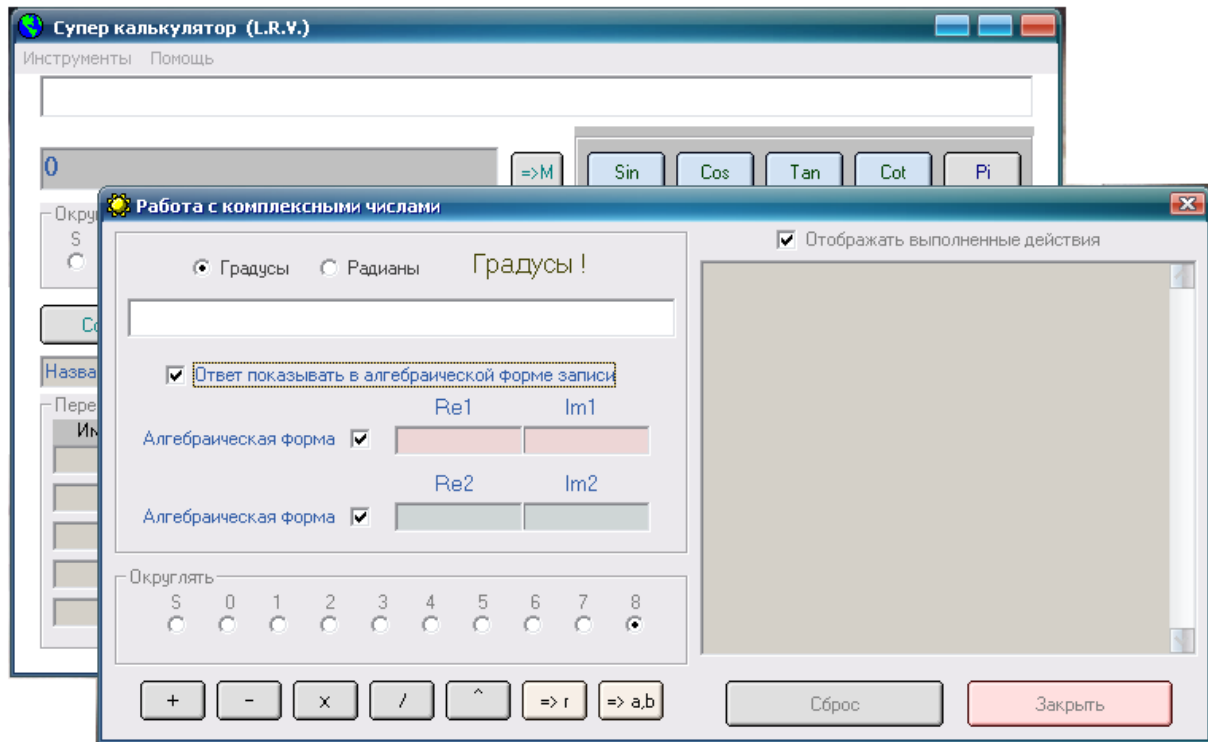 Супер калькулятор (L.R.V.)
Инструменты Помощь
0
=>M Sin Cos Tan Cot Pi
S
Работа с комплексными числами
Градусы Радианы Градусы !
Отображать выполненные действия
Ответ показывать в алгебраической форме записи
Re1 Im1
Алгебраическая форма
Re2 Im2
Алгебраическая форма
Округлять
S 0 1 2 3 4 5 6 7 8
+ - x / ^ => r => a,b
Сброс Закрыть